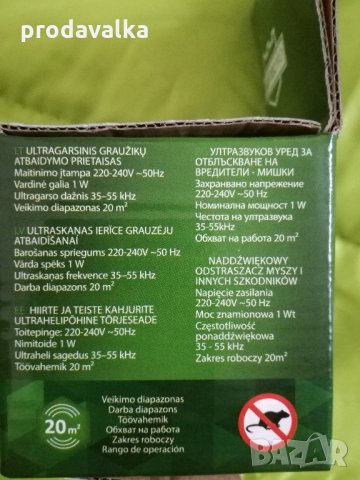 prodavalka
LT ULTRAGARSINIS GRAUŽIKŲ
ATBAIDYMO PRIETAISAS
Maitinimo įtampa 220-240V ~50Hz
Vardinė galia 1 W
Ultragarso dažnis 35–55 kHz
Veikimo diapazonas 20 m²
LV ULTRASKAŅAS IERĪCE GRAUZĒJU
ATBAIDĪŠANAI
Barošanas spriegums 220-240V ~50 Hz
Vārda spēks 1 W
Ultraskaņas frekvence 35–55 kHz
Darba diapazons 20 m²
EE HIIRTE JA TEISTE KAHJURITE
ULTRAHELIPÕHINE TÕRJESEADE
Toitepinge: 220-240V ~50Hz
Nimitoide 1 W
Ultraheli sagedus 35–55 kHz
Töövahemik 20 m²
УЛТРАЗВУКОВ УРЕД ЗА
ОТБЛЪСКВАНЕ НА
ВРЕДИТЕЛИ - МИШКИ
Захранвано напрежение
220-240V ~50 Hz
Номинална мощност 1 W
Честота на ултразвука
35-55kHz
Обхват на работа 20 m²
NADDŹWIĘKOWY
ODSTRASZACZ MYSZY I
INNYCH SZKODNIKÓW
Napięcie zasilania
220-240V ~50 Hz
Moc znamionowa 1 Wt
Częstotliwość
ponaddźwiękowa
35 - 55 kHz
Zakres roboczy 20m²
20 m²
Veikimo diapazonas
Darba diapazons
Töövahemik
Обхват на работа
Zakres roboczy
Rango de operación
BAZAR
bg